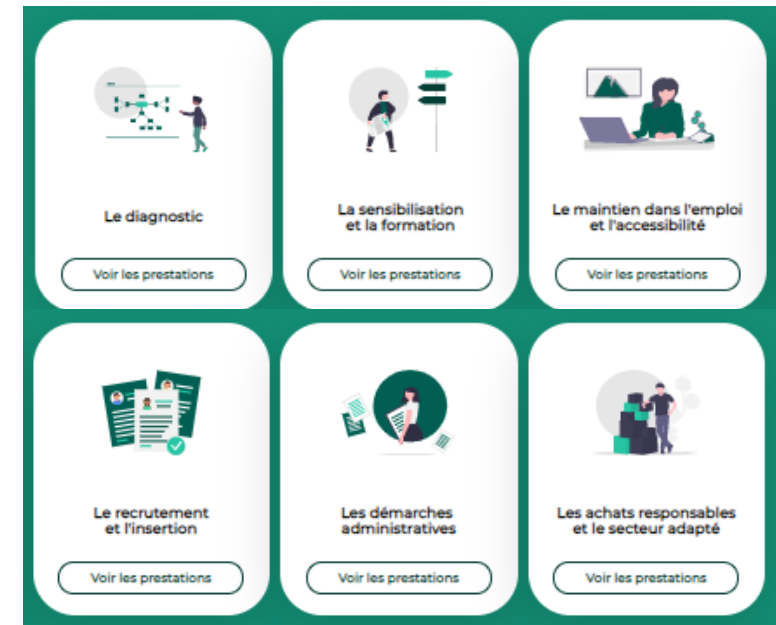 Le diagnostic
Voir les prestations
La sensibilisation
et la formation
Voir les prestations
Le maintien dans l'emploi
et l'accessibilité
Voir les prestations
Le recrutement
et l'insertion
Voir les prestations
Les démarches
administratives
Voir les prestations
Les achats responsables
et le secteur adapté
Voir les prestations